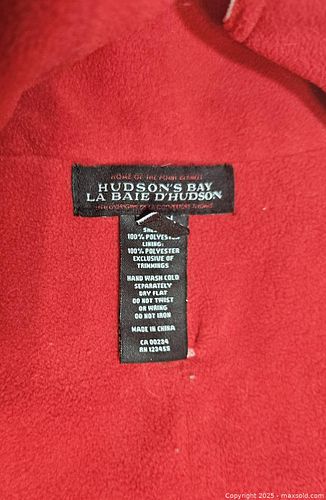 HOME OF THE POINT BLANKET
HUDSON'S BAY
LA BAIE D'HUDSON
100% POLYESTER
LINING:
100% POLYESTER
EXCLUSIVE OF
TRIMMINGS
HAND WASH COLD
SEPARATELY
DRY FLAT
DO NOT TWIST
OR WRING
DO NOT IRON
MADE IN CHINA
CA 00234
RN 123455
Copyright 2025 - maxsold.com